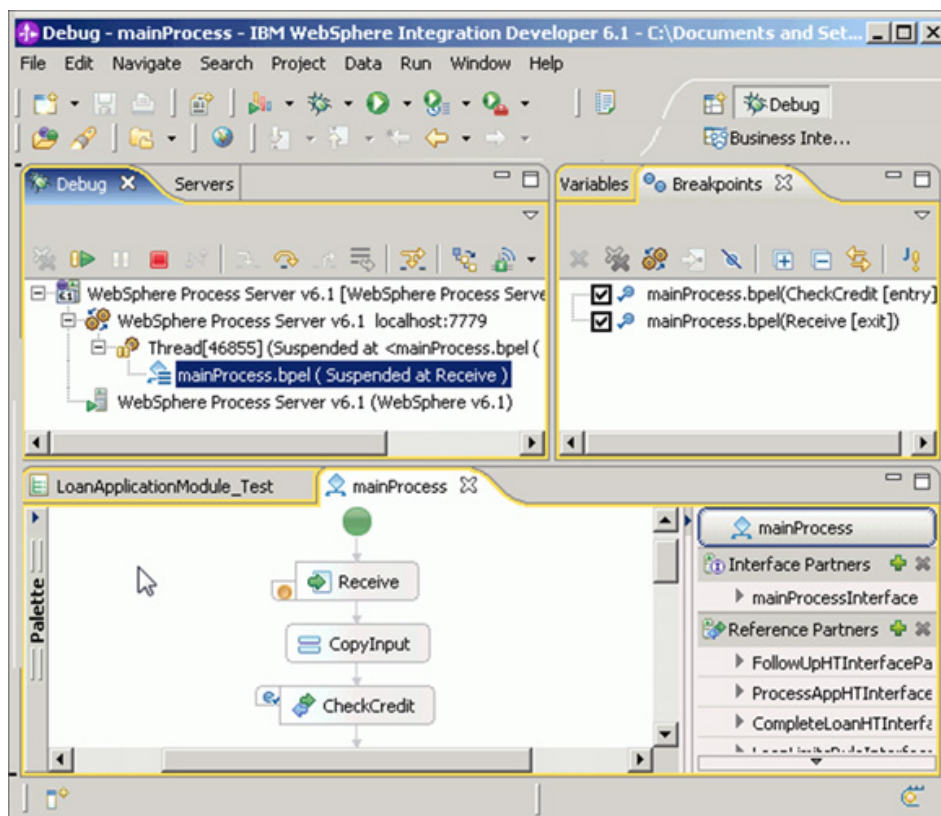 Debug - mainProcess - IBM WebSphere Integration Developer 6.1 - C:\Documents and Set...
File Edit Navigate Search Project Data Run Window Help
Debug
Business Inte...
Debug Servers
WebSphere Process Server v6.1 [WebSphere Process Serve
WebSphere Process Server v6.1 localhost:7779
Thread[46855] (Suspended at <mainProcess.bpel (
mainProcess.bpel ( Suspended at Receive )
WebSphere Process Server v6.1 (WebSphere v6.1)
Variables Breakpoints
mainProcess.bpel(CheckCredit [entry]
mainProcess.bpel(Receive [exit])
LoanApplicationModule_Test mainProcess
Palette
Receive
CopyInput
CheckCredit
mainProcess
Interface Partners
mainProcessInterface
Reference Partners
FollowUpHTInterfacePa
ProcessAppHTInterface
CompleteLoanHTInterfa